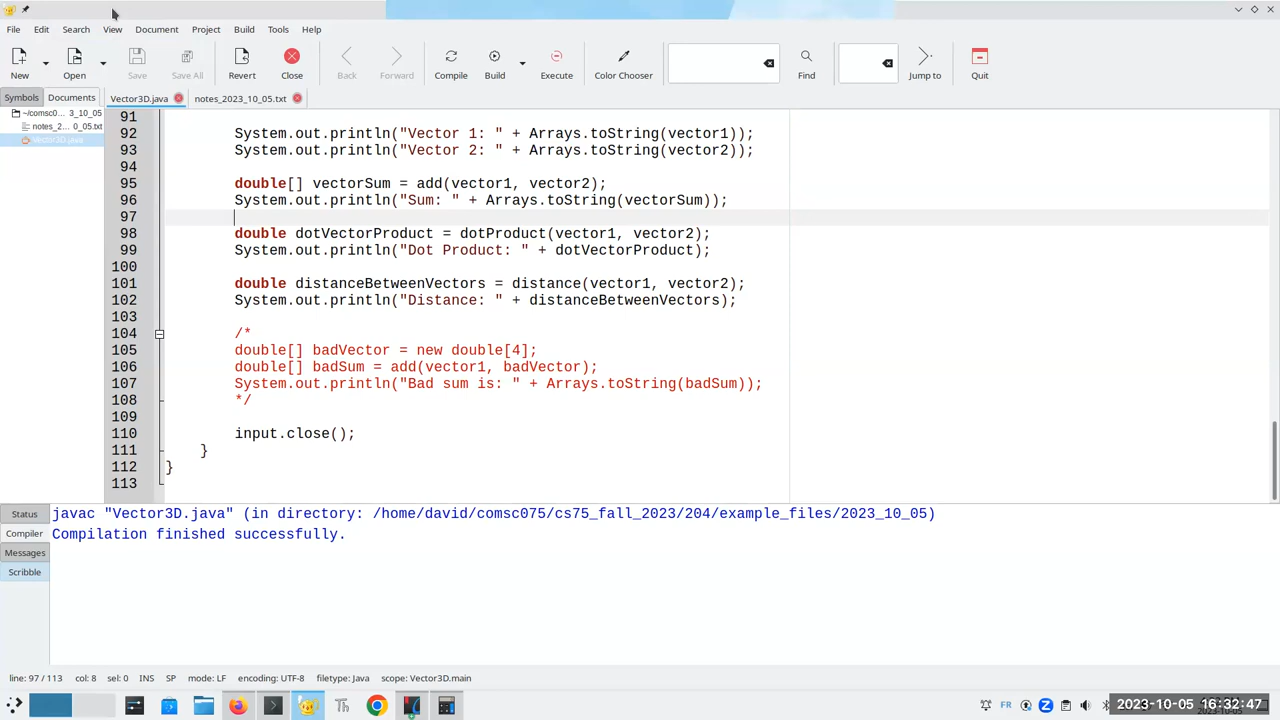 File Edit Search View Document Project Build Tools Help
New Open Save Save All Revert Close Back Forward Compile Build Execute Color Chooser Find Jump to Quit
Symbols Documents Vector3D.java notes_2023_10_05.txt
~/comsc0... 3_10_05
notes_2... 0_05.txt
Vector3D.java
91
92 System.out.println("Vector 1: " + Arrays.toString(vector1));
93 System.out.println("Vector 2: " + Arrays.toString(vector2));
94
95 double[] vectorSum = add(vector1, vector2);
96 System.out.println("Sum: " + Arrays.toString(vectorSum));
97
98 double dotVectorProduct = dotProduct(vector1, vector2);
99 System.out.println("Dot Product: " + dotVectorProduct);
100
101 double distanceBetweenVectors = distance(vector1, vector2);
102 System.out.println("Distance: " + distanceBetweenVectors);
103
104 /*
105 double[] badVector = new double[4];
106 double[] badSum = add(vector1, badVector);
107 System.out.println("Bad sum is: " + Arrays.toString(badSum));
108 */
109
110 input.close();
111 }
112 }
113
Status
Compiler
Messages
Scribble
javac "Vector3D.java" (in directory: /home/david/comsc075/cs75_fall_2023/204/example_files/2023_10_05)
Compilation finished successfully.
line: 97 / 113 col: 8 sel: 0 INS SP mode: LF encoding: UTF-8 filetype: Java scope: Vector3D.main
FR 2023-10-05 16:32:47